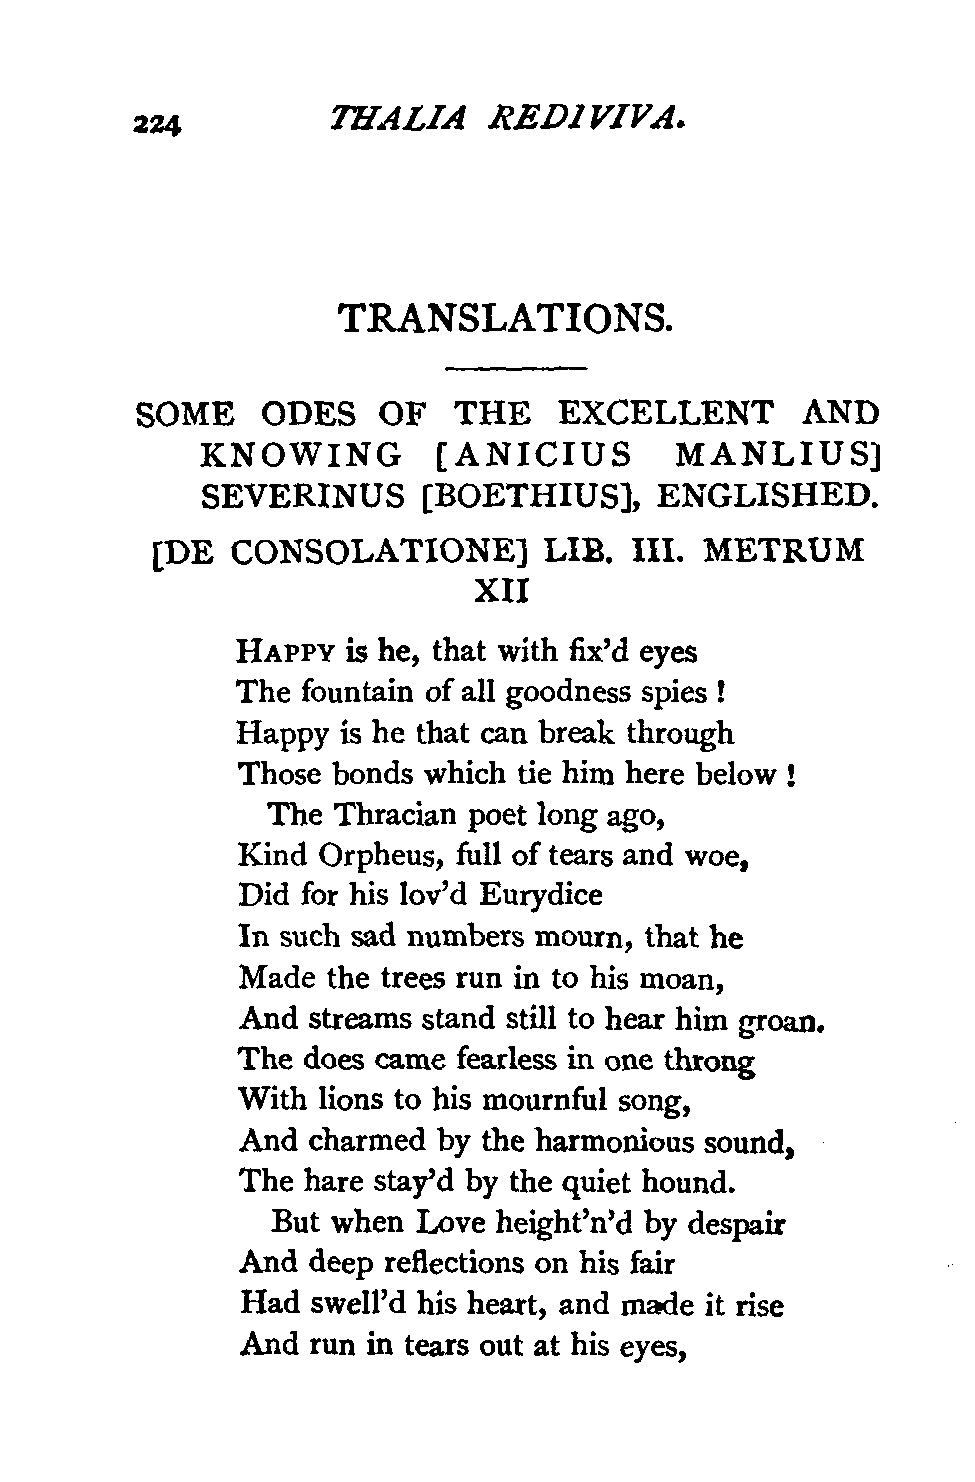 224 THALIA REDIVIVA.
TRANSLATIONS.
SOME ODES OF THE EXCELLENT AND
KNOWING [ANICIUS MANLIUS]
SEVERINUS [BOETHIUS], ENGLISHED.
[DE CONSOLATIONE] LIB. III. METRUM
XII
HAPPY is he, that with fix'd eyes
The fountain of all goodness spies !
Happy is he that can break through
Those bonds which tie him here below !
The Thracian poet long ago,
Kind Orpheus, full of tears and woe,
Did for his lov'd Eurydice
In such sad numbers mourn, that he
Made the trees run in to his moan,
And streams stand still to hear him groan.
The does came fearless in one throng
With lions to his mournful song,
And charmed by the harmonious sound,
The hare stay'd by the quiet hound.
But when Love height'n'd by despair
And deep reflections on his fair
Had swell'd his heart, and made it rise
And run in tears out at his eyes,